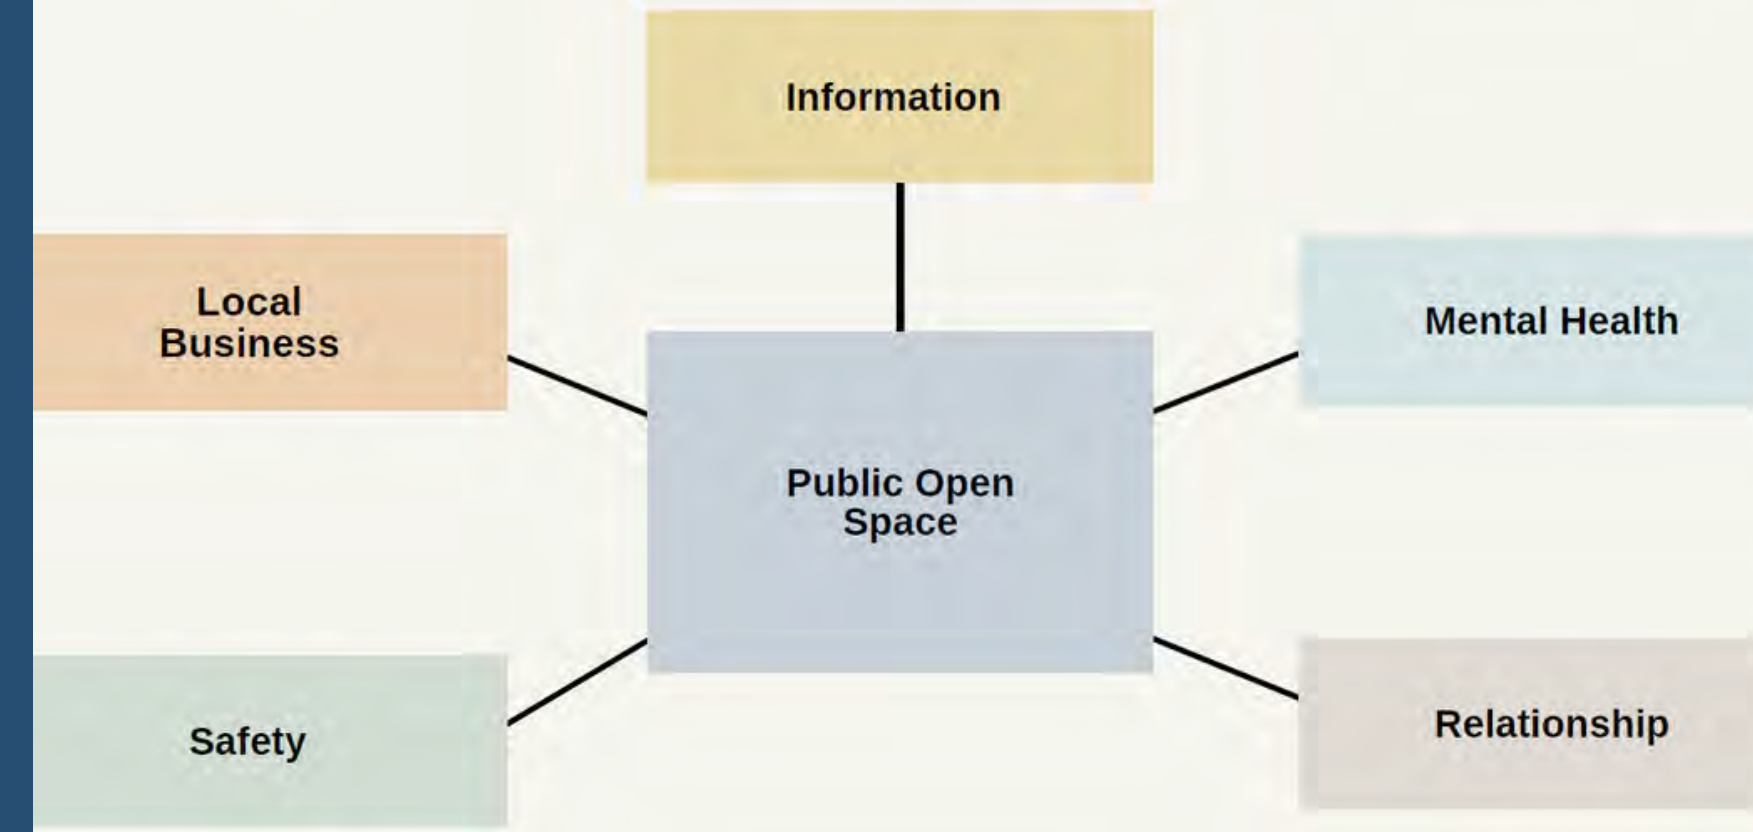 Information
Local
Business
Mental Health
Public Open
Space
Safety
Relationship